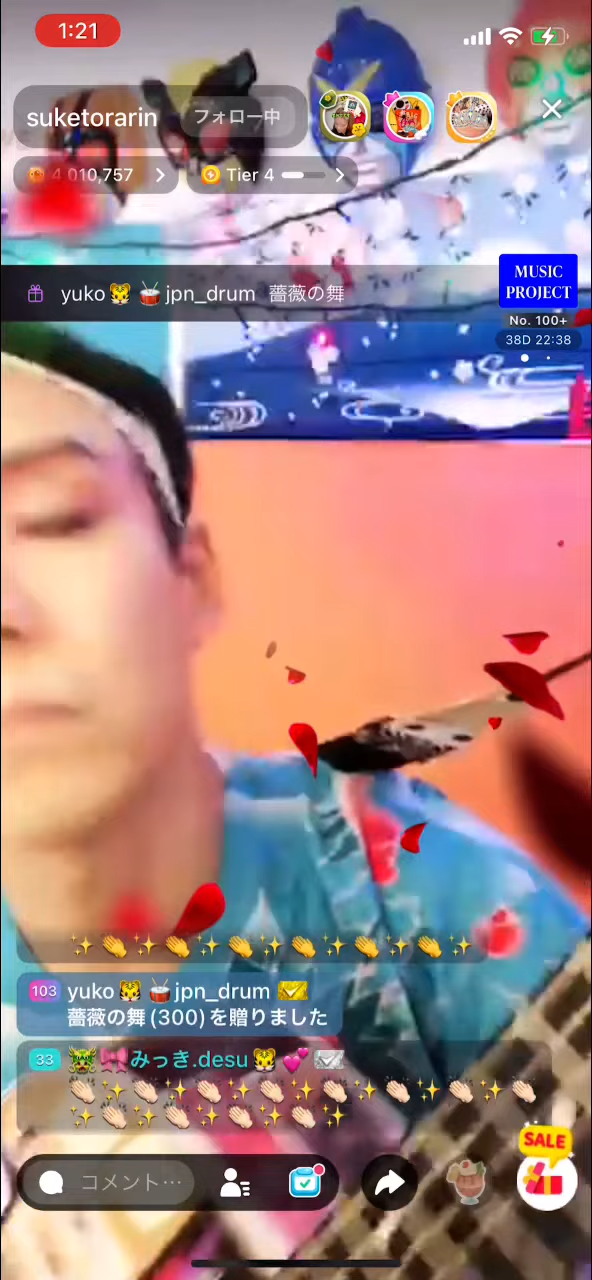 1:21
suketorarin フォロー中
4 010,757 Tier 4
yuko🐯🥁jpn_drum 薔薇の舞
MUSIC
PROJECT
No. 100+
38D 22:38
✨👏✨👏✨👏✨👏✨👏✨👏✨
103 yuko🐯🥁jpn_drum
薔薇の舞(300)を贈りました
33 🐲🎀みっき.desu🐯💕
👏🏻✨👏🏻✨👏🏻✨👏🏻✨👏🏻✨👏🏻✨👏🏻✨👏🏻
✨👏🏻✨👏🏻✨👏🏻✨👏🏻✨
コメント…
SALE